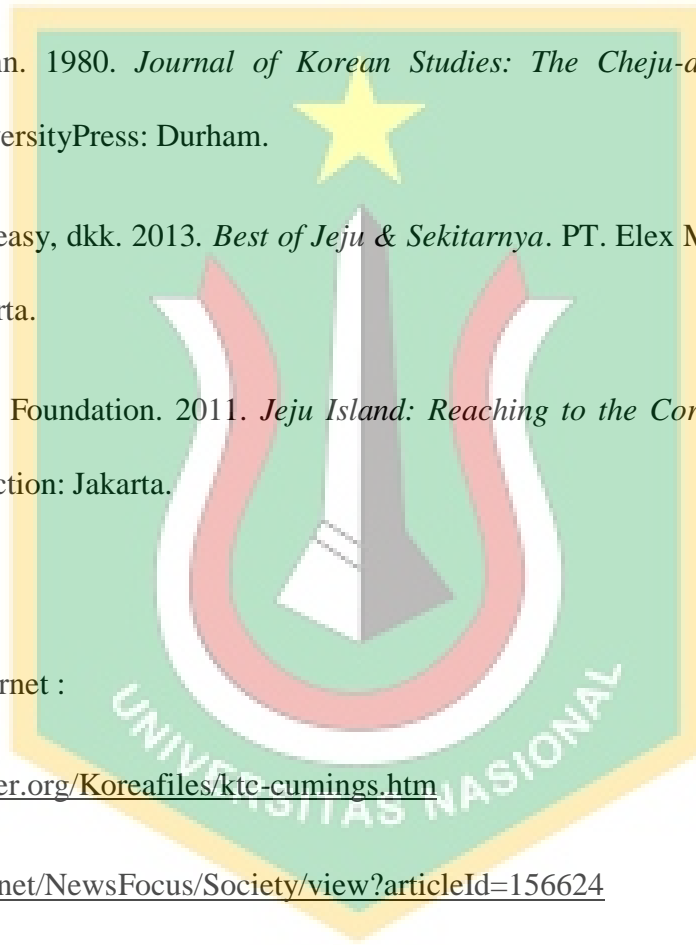 nn. 1980. Journal of Korean Studies: The Cheju-d
versityPress: Durham.
easy, dkk. 2013. Best of Jeju & Sekitarnya. PT. Elex M
rta.
Foundation. 2011. Jeju Island: Reaching to the Cor
ction: Jakarta.
rnet :
er.org/Koreafiles/ktc-cumings.htm
net/NewsFocus/Society/view?articleId=156624
UNIVERSITAS NASIONAL